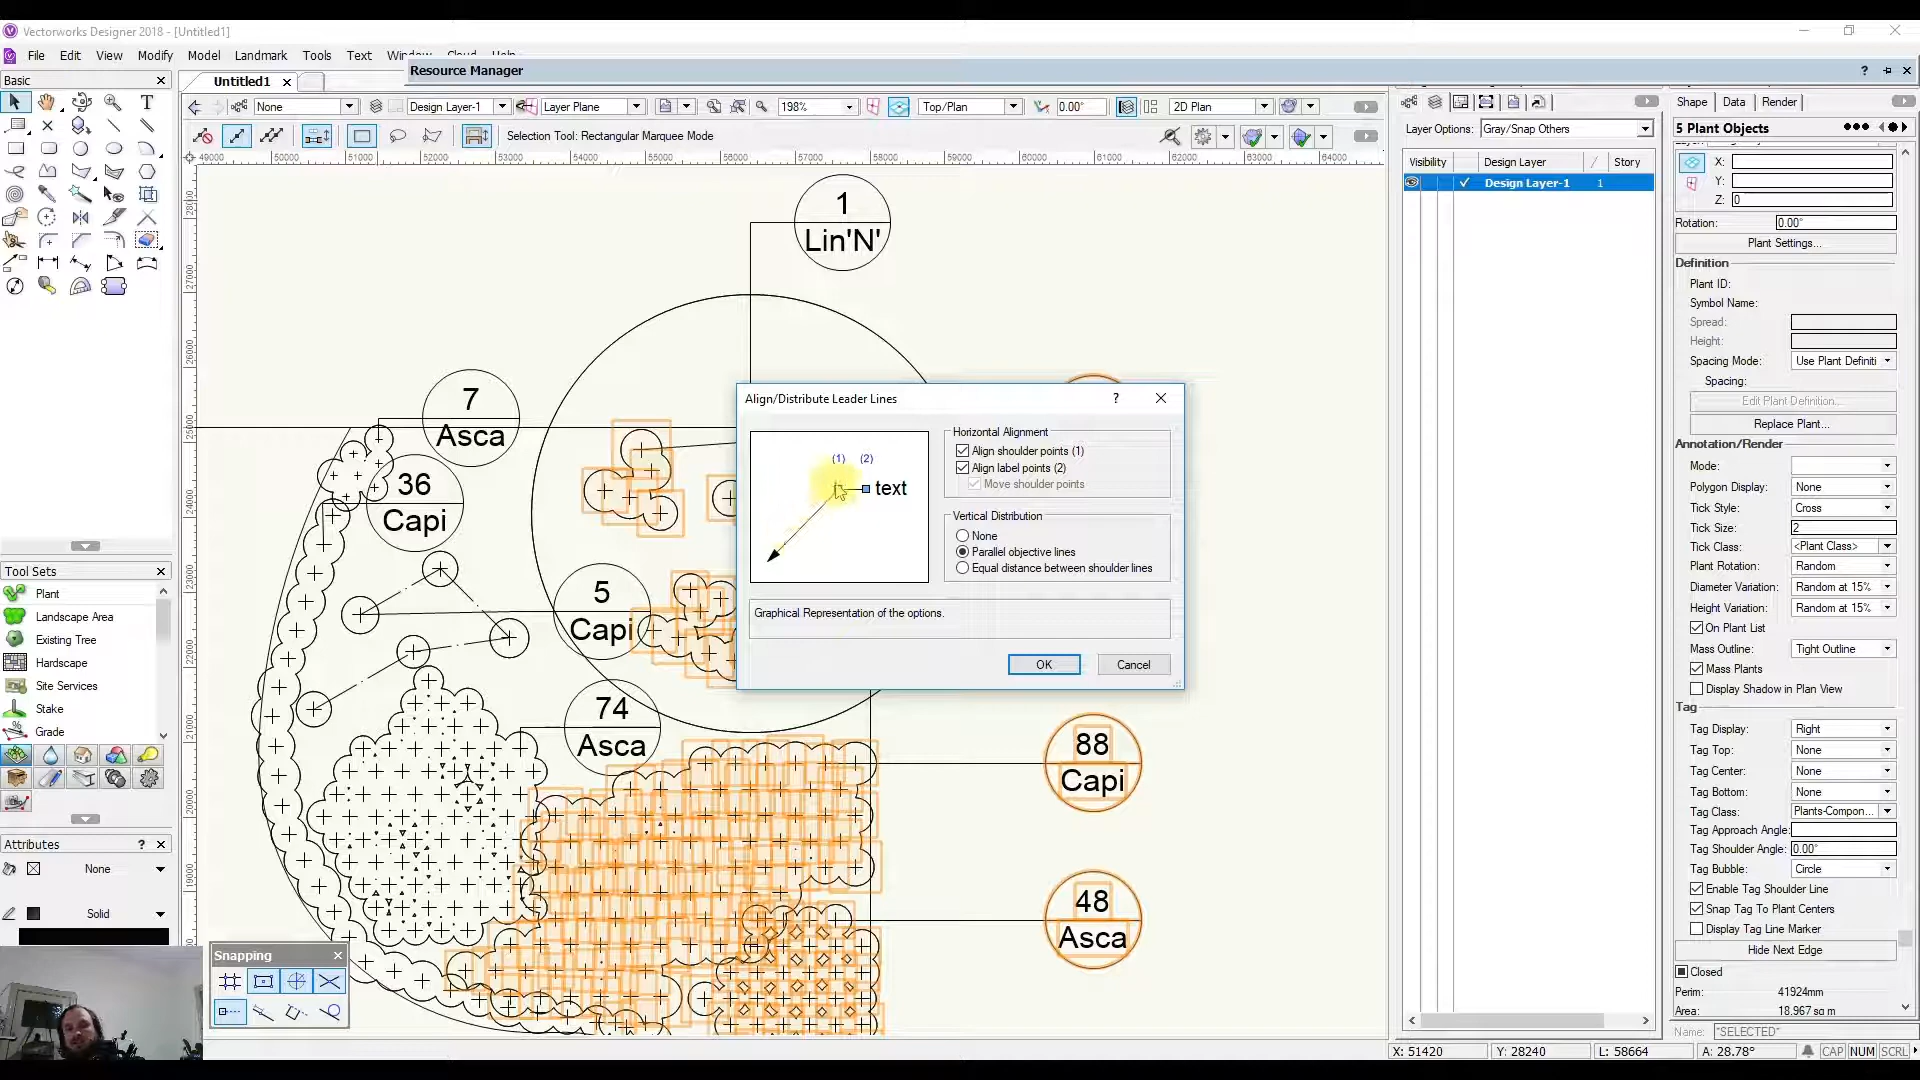 Vectorworks Designer 2018 - [Untitled1]
File Edit View Modify Model Landmark Tools Text
Resource Manager
Basic
Untitled1
None
Design Layer-1
Layer Plane
198%
Top/Plan
0.00°
2D Plan
Selection Tool: Rectangular Marquee Mode
49000 50000 51000 52000 53000 54000 55000 56000 57000 58000 59000 60000 61000 62000 63000 64000
Layer Options: Gray/Snap Others
Visibility Design Layer / Story
Design Layer-1 1
Shape Data Render
5 Plant Objects
X:
Y:
Z: 0
Rotation: 0.00°
Plant Settings...
Definition
Plant ID:
Symbol Name:
Spread:
Height:
Spacing Mode: Use Plant Definiti
Spacing:
Edit Plant Definition...
Replace Plant...
Annotation/Render
Mode:
Polygon Display: None
Tick Style: Cross
Tick Size: 2
Tick Class: <Plant Class>
Plant Rotation: Random
Diameter Variation: Random at 15%
Height Variation: Random at 15%
On Plant List
Mass Outline: Tight Outline
Mass Plants
Display Shadow in Plan View
Tag
Tag Display: Right
Tag Top: None
Tag Center: None
Tag Bottom: None
Tag Class: Plants-Compon...
Tag Approach Angle:
Tag Shoulder Angle: 0.00°
Tag Bubble: Circle
Enable Tag Shoulder Line
Snap Tag To Plant Centers
Display Tag Line Marker
Hide Next Edge
Closed
Perim: 41924mm
Area: 18.967 sq m
Name: "SELECTED"
1
Lin'N'
7
Asca
36
Capi
5
Capi
74
Asca
88
Capi
48
Asca
Align/Distribute Leader Lines
?
(1) (2)
text
Horizontal Alignment
Align shoulder points (1)
Align label points (2)
Move shoulder points
Vertical Distribution
None
Parallel objective lines
Equal distance between shoulder lines
Graphical Representation of the options.
OK
Cancel
Tool Sets
Plant
Landscape Area
Existing Tree
Hardscape
Site Services
Stake
Grade
Attributes ?
None
Solid
Snapping
X: 51420 Y: 28240 L: 58664 A: 28.78° CAP NUM SCRL